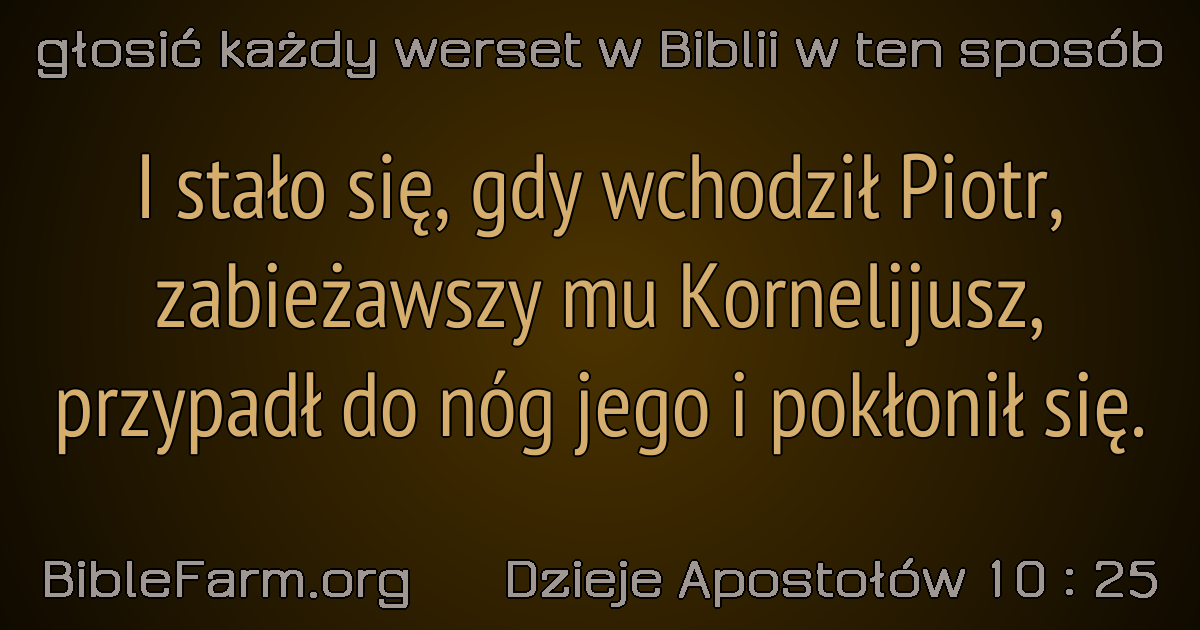 głosić każdy werset w Biblii w ten sposób
I stało się, gdy wchodził Piotr,
zabieżawszy mu Kornelijusz,
przypadł do nóg jego i pokłonił się.
BibleFarm.org Dzieje Apostołów 10 : 25